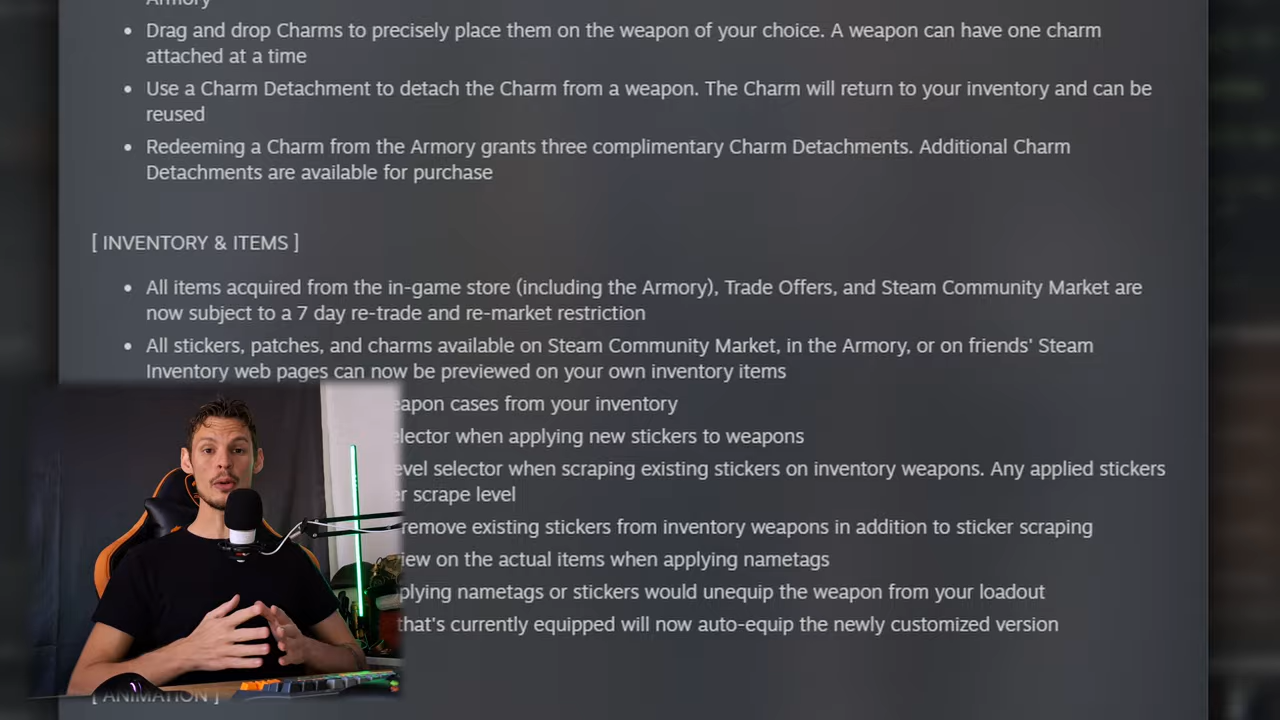 Armory
Drag and drop Charms to precisely place them on the weapon of your choice. A weapon can have one charm
attached at a time
Use a Charm Detachment to detach the Charm from a weapon. The Charm will return to your inventory and can be
reused
Redeeming a Charm from the Armory grants three complimentary Charm Detachments. Additional Charm
Detachments are available for purchase
[ INVENTORY & ITEMS ]
All items acquired from the in-game store (including the Armory), Trade Offers, and Steam Community Market are
now subject to a 7 day re-trade and re-market restriction
All stickers, patches, and charms available on Steam Community Market, in the Armory, or on friends' Steam
Inventory web pages can now be previewed on your own inventory items
eapon cases from your inventory
elector when applying new stickers to weapons
evel selector when scraping existing stickers on inventory weapons. Any applied stickers
er scrape level
remove existing stickers from inventory weapons in addition to sticker scraping
view on the actual items when applying nametags
plying nametags or stickers would unequip the weapon from your loadout
that's currently equipped will now auto-equip the newly customized version
[ ANIMATION ]